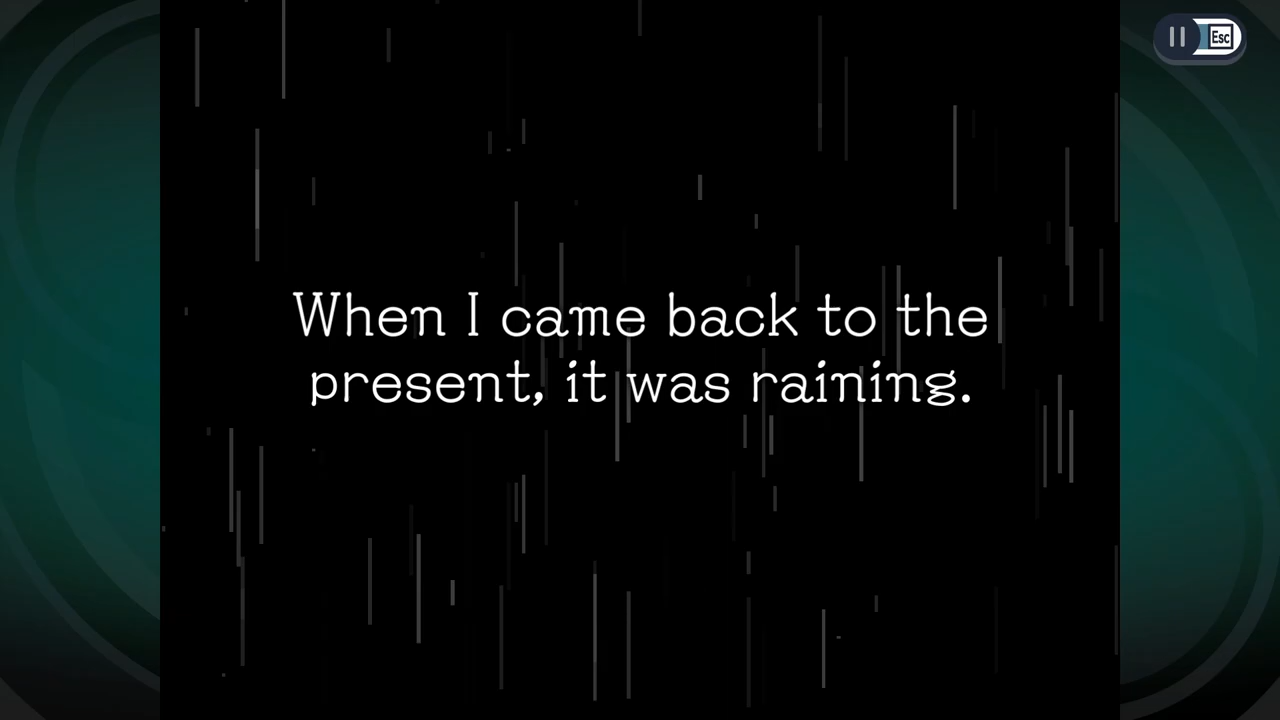 Esc
When I came back to the
present, it was raining.